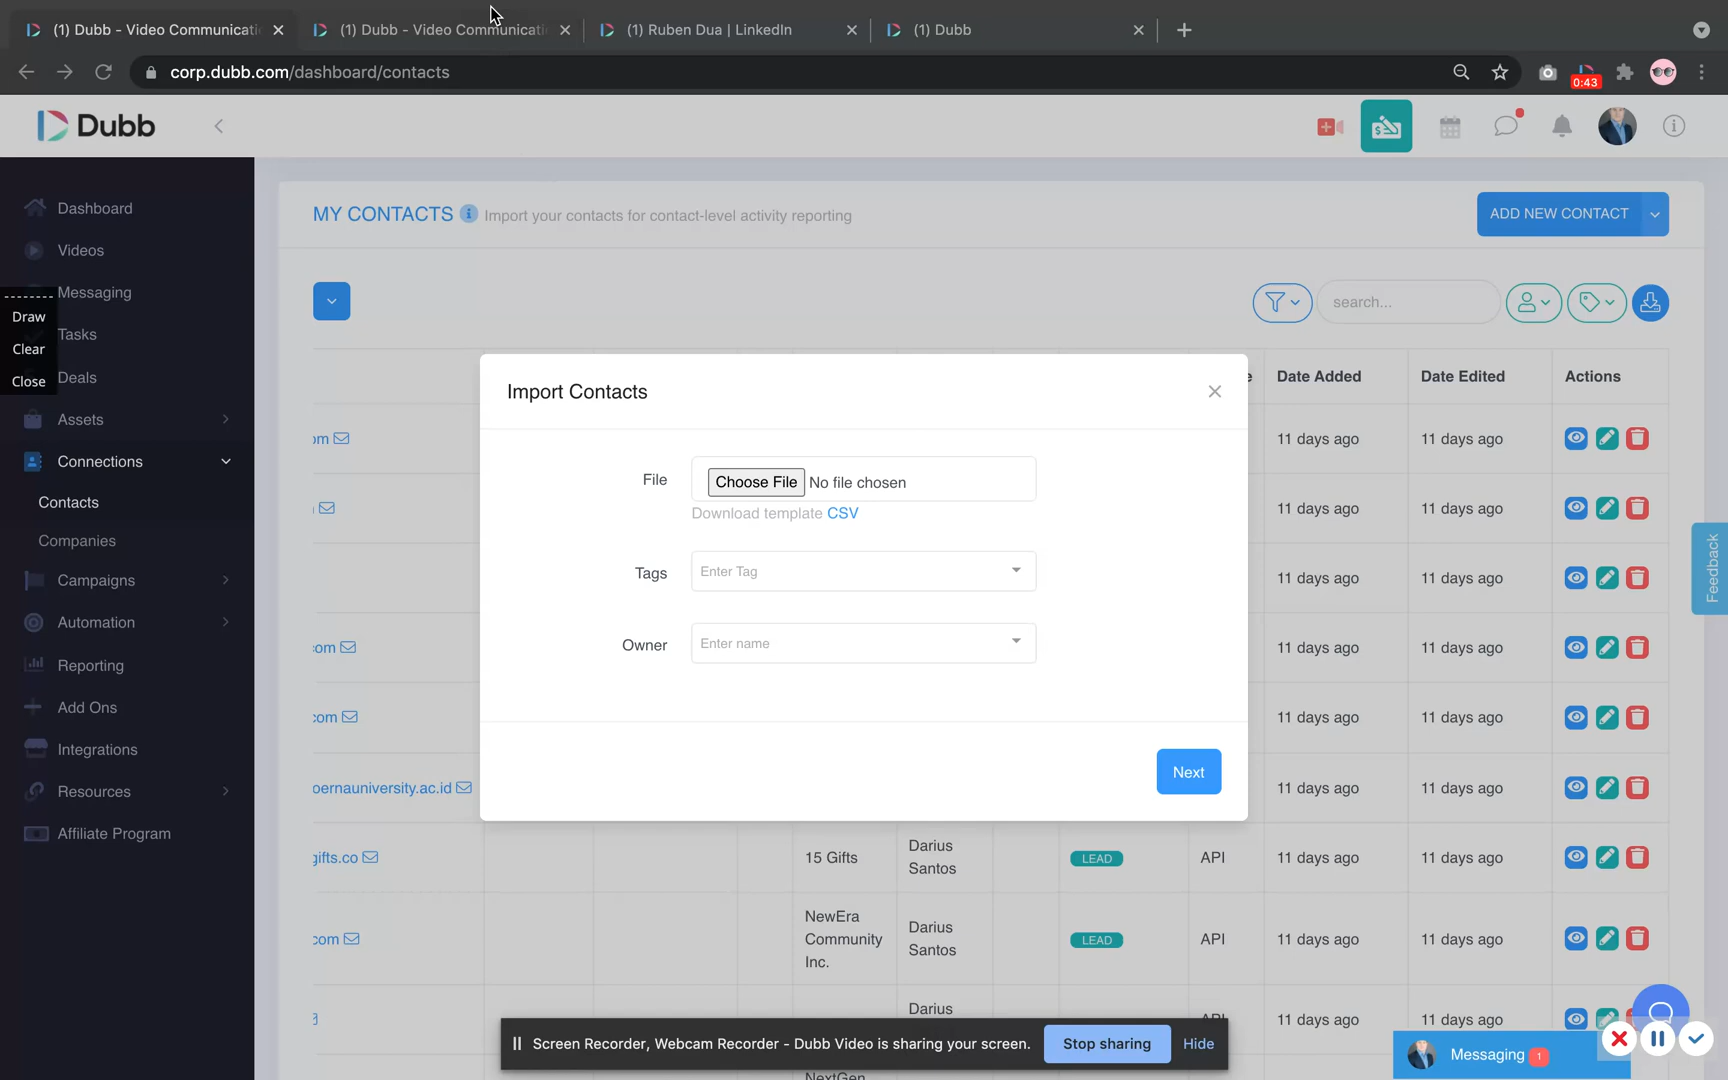 (1) Dubb - Video Communicati
(1) Dubb - Video Communicati
(1) Ruben Dua | LinkedIn
(1) Dubb
corp.dubb.com/dashboard/contacts
0:43
Dubb
Dashboard
Videos
Messaging
Tasks
Deals
Assets
Connections
Contacts
Companies
Campaigns
Automation
Reporting
Add Ons
Integrations
Resources
Affiliate Program
Draw
Clear
Close
MY CONTACTS
Import your contacts for contact-level activity reporting
ADD NEW CONTACT
search...
Date Added
Date Edited
Actions
om
11 days ago
11 days ago
11 days ago
11 days ago
11 days ago
11 days ago
com
11 days ago
11 days ago
com
11 days ago
11 days ago
oernauniversity.ac.id
11 days ago
11 days ago
gifts.co
15 Gifts
Darius
Santos
LEAD
API
11 days ago
11 days ago
com
NewEra
Community
Inc.
Darius
Santos
LEAD
API
11 days ago
11 days ago
Darius
API
11 days ago
11 days ago
NextGen
Import Contacts
File
Choose File
No file chosen
Download template CSV
Tags
Enter Tag
Owner
Enter name
Next
Feedback
Screen Recorder, Webcam Recorder - Dubb Video is sharing your screen.
Stop sharing
Hide
Messaging
1